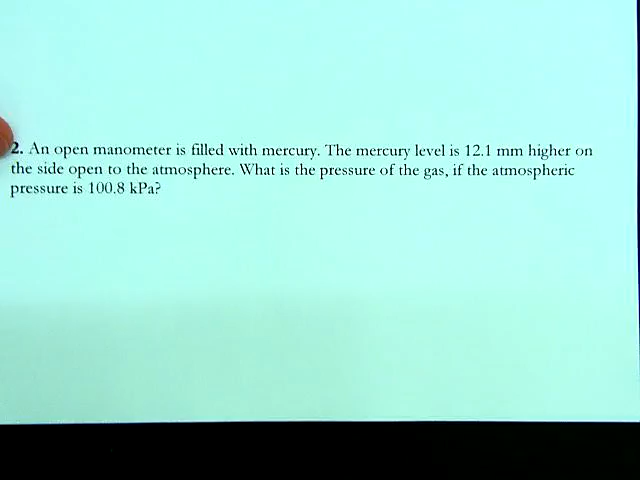 2. An open manometer is filled with mercury. The mercury level is 12.1 mm higher on
the side open to the atmosphere. What is the pressure of the gas, if the atmospheric
pressure is 100.8 kPa?